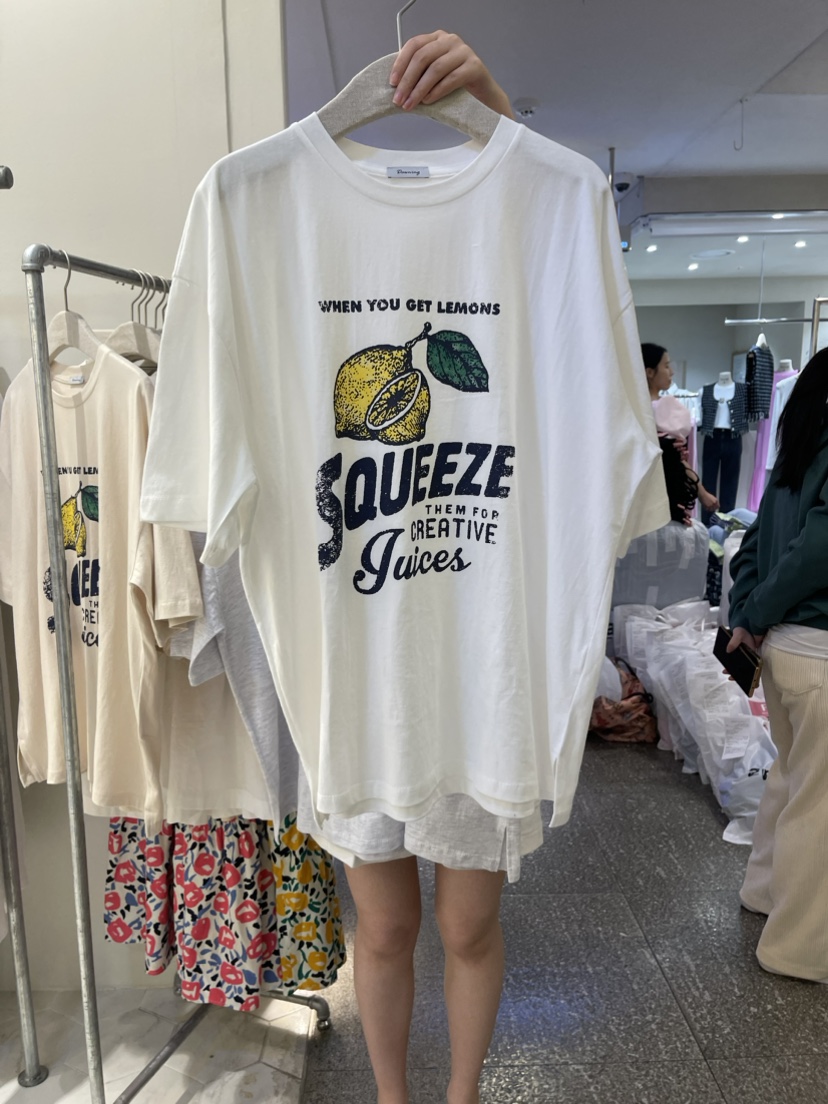 WHEN YOU GET LEMONS
SQUEEZE
THEM FOR
CREATIVE
Juices